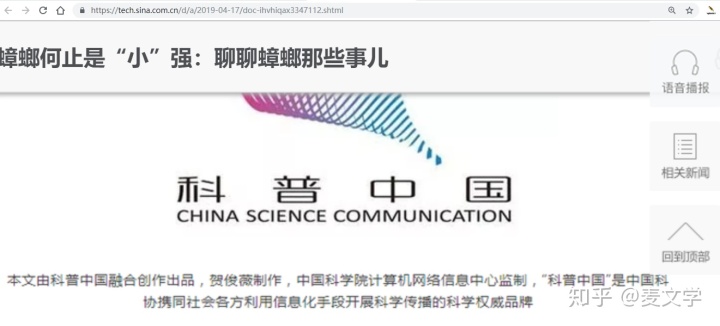 https://tech.sina.com.cn/d/a/2019-04-17/doc-ihvhiqax3347112.shtml
蟑螂何止是“小”强：聊聊蟑螂那些事儿
语音播报
相关新闻
回到顶部
科普中国
CHINA SCIENCE COMMUNICATION
本文由科普中国融合创作出品，贺俊薇制作，中国科学院计算机网络信息中心监制，“科普中国”是中国科
协携同社会各方利用信息化手段开展科学传播的科学权威品牌
知乎 @麦文学